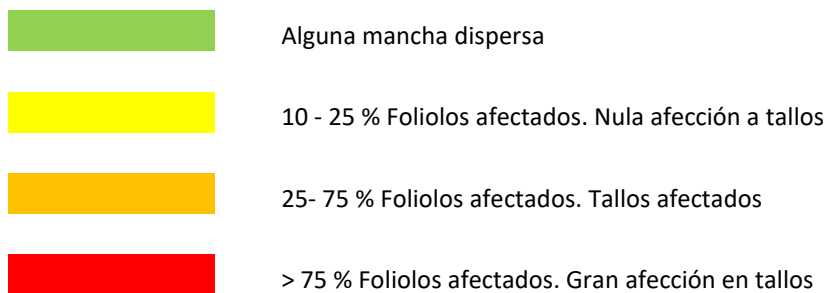 Alguna mancha dispersa
10 - 25 % Foliolos afectados. Nula afección a tallos
25- 75 % Foliolos afectados. Tallos afectados
> 75 % Foliolos afectados. Gran afección en tallos